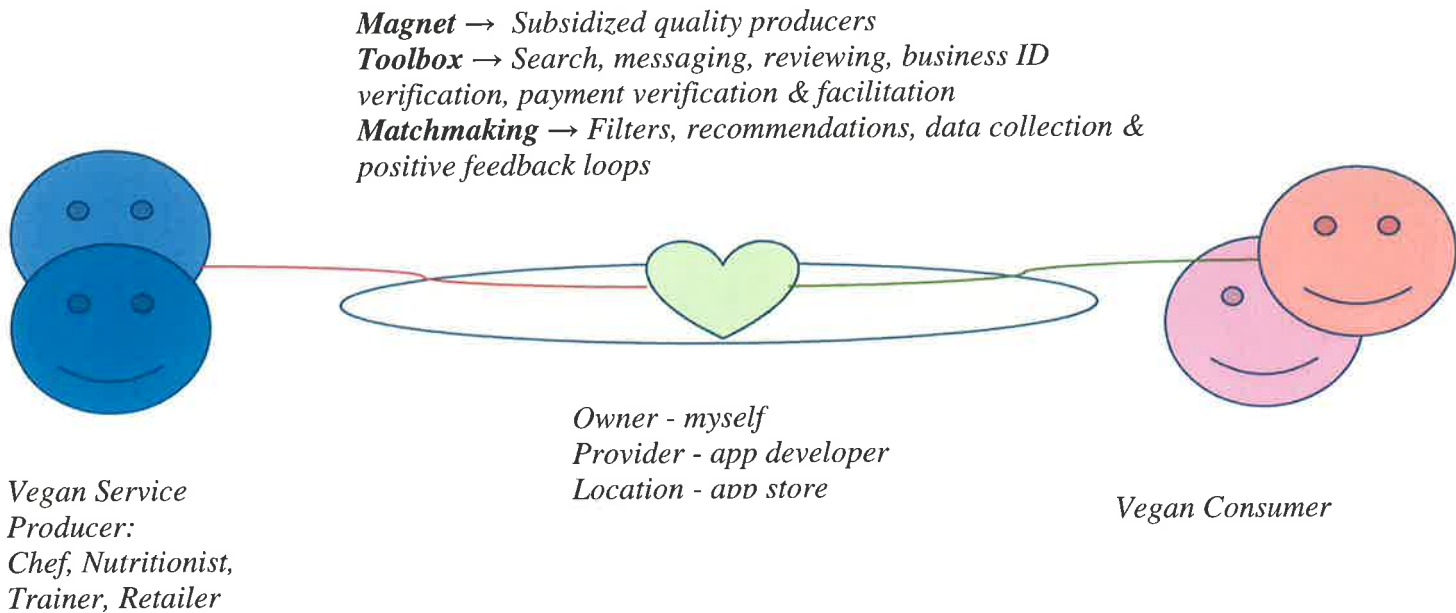 Magnet → Subsidized quality producers
Toolbox → Search, messaging, reviewing, business ID
verification, payment verification & facilitation
Matchmaking → Filters, recommendations, data collection &
positive feedback loops
Owner - myself
Provider - app developer
Location - app store
Vegan Service
Producer:
Chef, Nutritionist,
Trainer, Retailer
Vegan Consumer